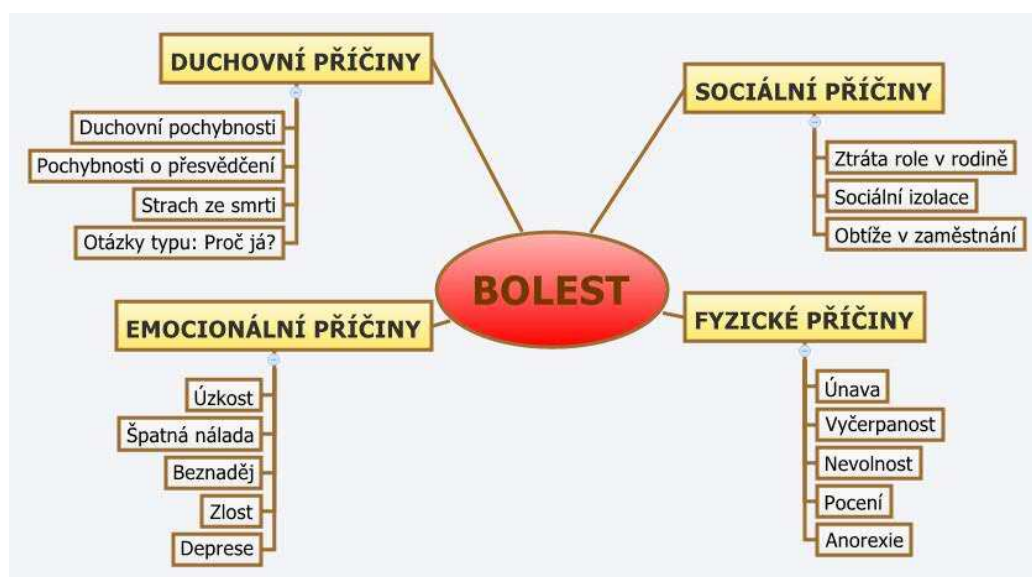 DUCHOVNÍ PŘÍČINY
Duchovní pochybnosti
Pochybnosti o přesvědčení
Strach ze smrti
Otázky typu: Proč já?
SOCIÁLNÍ PŘÍČINY
Ztráta role v rodině
Sociální izolace
Obtíže v zaměstnání
BOLEST
EMOCIONÁLNÍ PŘÍČINY
Úzkost
Špatná nálada
Beznaděj
Zlost
Deprese
FYZICKÉ PŘÍČINY
Únava
Vyčerpanost
Nevolnost
Pocení
Anorexie